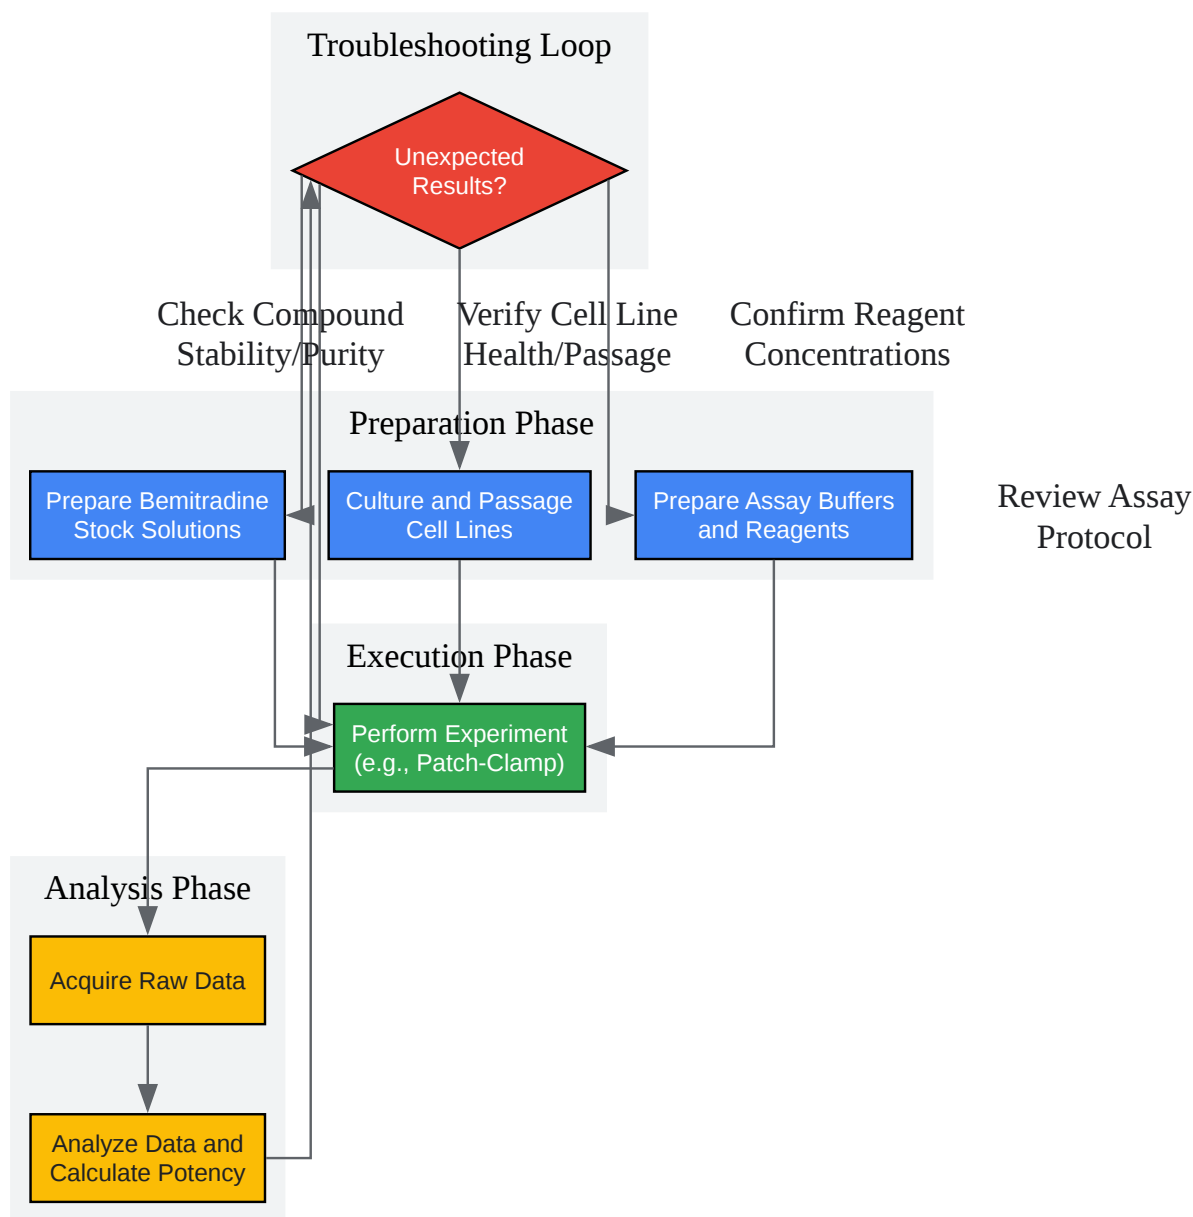 Troubleshooting Loop
Unexpected
Results?
Check Compound
Stability/Purity
Verify Cell Line
Health/Passage
Confirm Reagent
Concentrations
Preparation Phase
Prepare Bemitradine
Stock Solutions
Culture and Passage
Cell Lines
Prepare Assay Buffers
and Reagents
Review Assay
Protocol
Execution Phase
Perform Experiment
(e.g., Patch-Clamp)
Analysis Phase
Acquire Raw Data
Analyze Data and
Calculate Potency